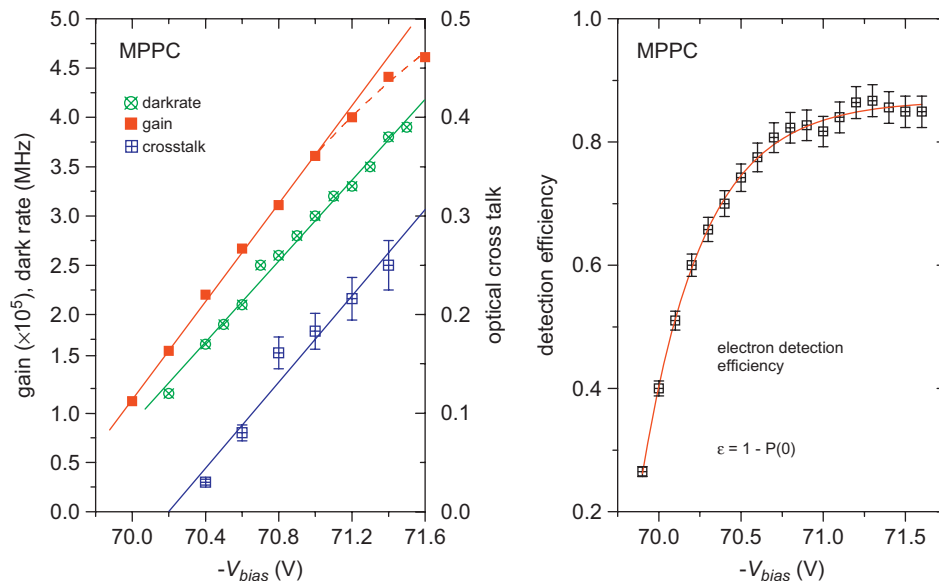 MPPC
darkrate
gain
crosstalk
gain (×10⁵), dark rate (MHz)
5.0
4.5
4.0
3.5
3.0
2.5
2.0
1.5
1.0
0.5
0.0
0.5
0.4
0.3
0.2
0.1
0.0
optical cross talk
70.0 70.4 70.8 71.2 71.6
-V_bias (V)
MPPC
detection efficiency
1.0
0.8
0.6
0.4
0.2
electron detection
efficiency
ε = 1 - P(0)
70.0 70.5 71.0 71.5
-V_bias (V)